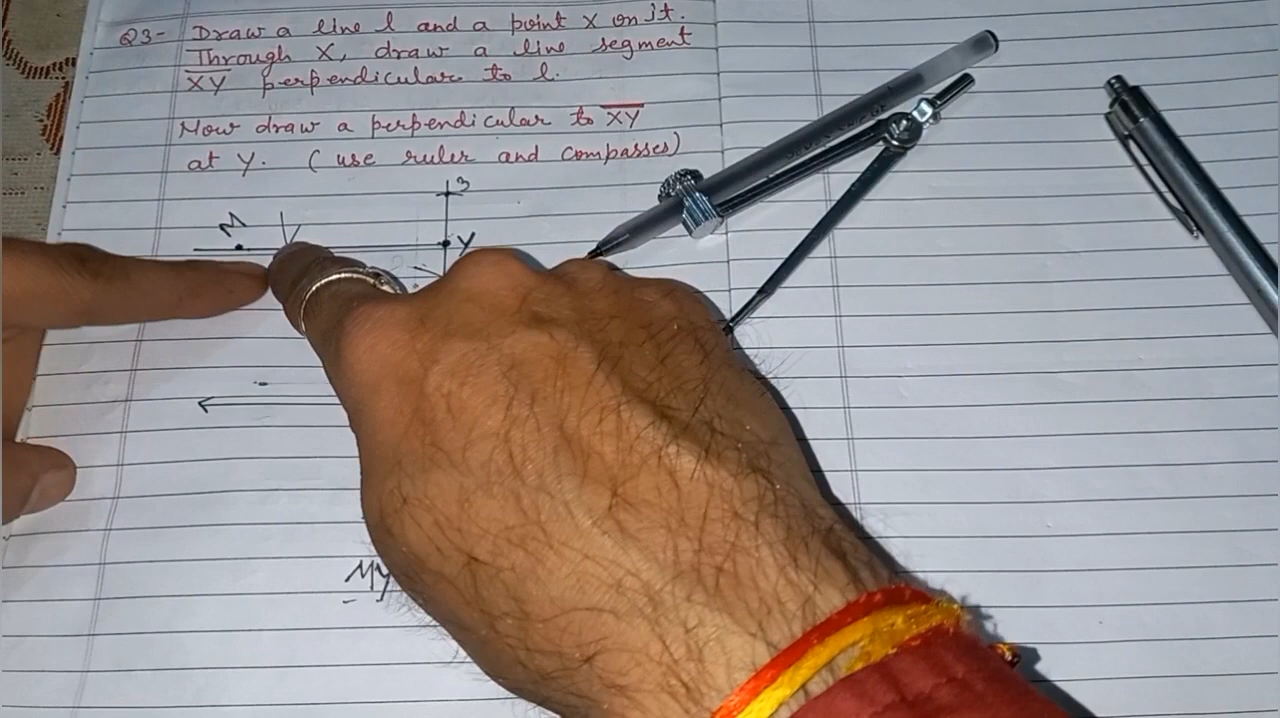 Q3- Draw a line l and a point X on it.
Through X, draw a line segment
XY perpendicular to l.
Now draw a perpendicular to XY
at Y. (use ruler and compasses)
3
M
Y